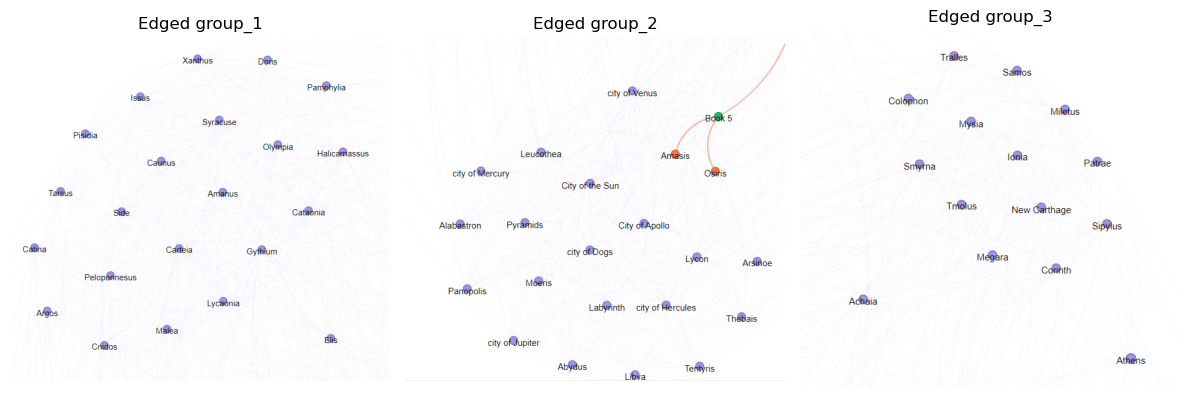 Edged group_1
Xanthus
Doris
Pamphylia
Issus
Syracuse
Pisidia
Olympia
Halicarnassus
Caunus
Tarsus
Amanus
Side
Cataonia
Catina
Carteia
Gythium
Peloponnesus
Lycaonia
Argos
Malea
Cnidos
Elis
Edged group_2
city of Venus
Book 5
Leucothea
Amasis
city of Mercury
Osiris
City of the Sun
Alabastron
Pyramids
City of Apollo
city of Dogs
Lycon
Arsinoe
Moeris
Panopolis
Labyrinth
city of Hercules
Thebais
city of Jupiter
Abydus
Tentyris
Libya
Edged group_3
Tralles
Samos
Colophon
Miletus
Mysia
Ionia
Patrae
Smyrna
Tmolus
New Carthage
Sipylus
Megara
Corinth
Achaia
Athens